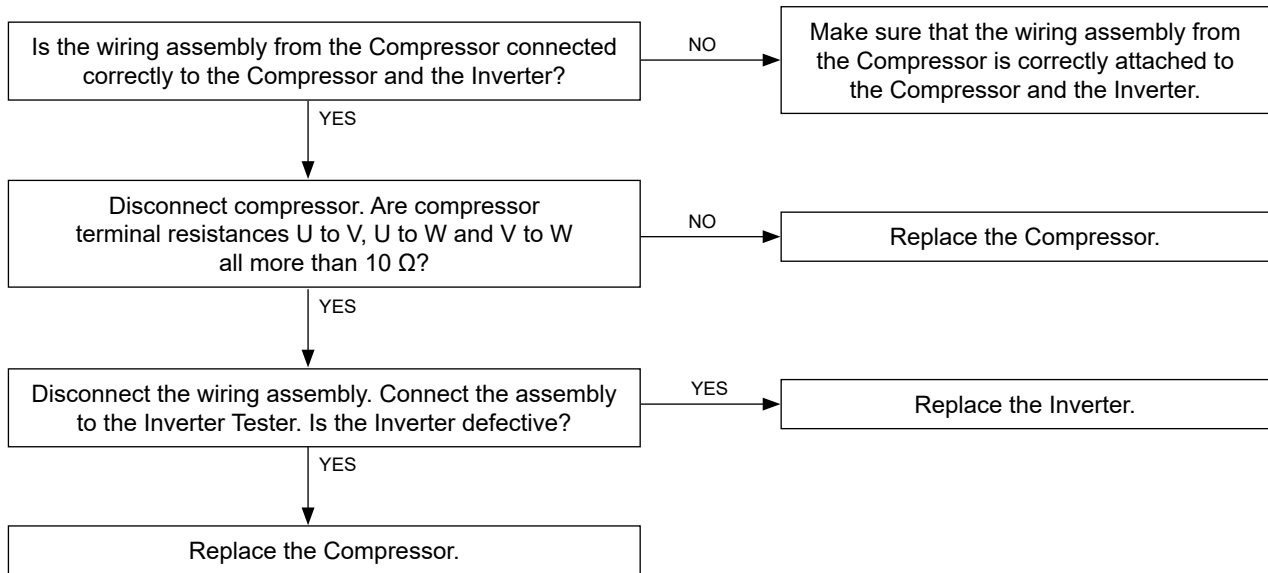 Is the wiring assembly from the Compressor connected
correctly to the Compressor and the Inverter?
NO
Make sure that the wiring assembly from
the Compressor is correctly attached to
the Compressor and the Inverter.
YES
Disconnect compressor. Are compressor
terminal resistances U to V, U to W and V to W
all more than 10 Ω?
NO
Replace the Compressor.
YES
Disconnect the wiring assembly. Connect the assembly
to the Inverter Tester. Is the Inverter defective?
YES
Replace the Inverter.
YES
Replace the Compressor.